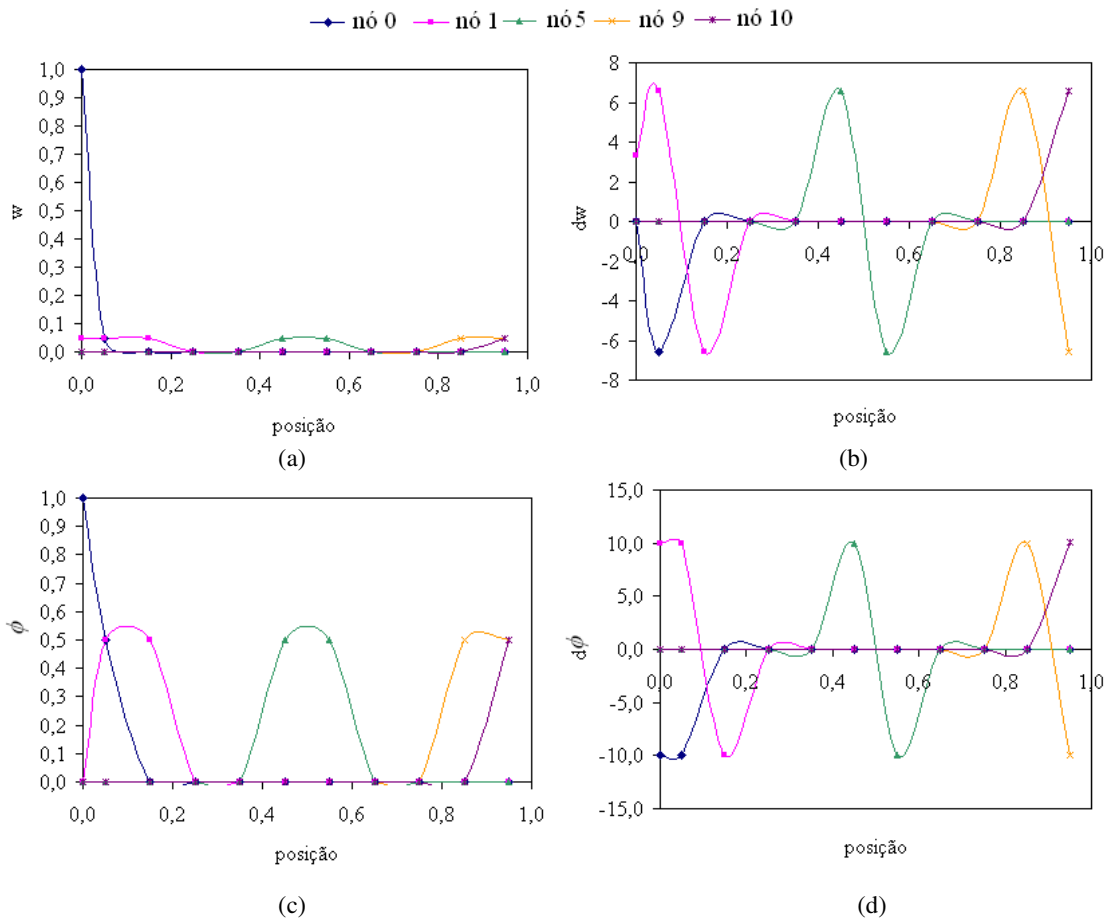 nó 0 nó 1 nó 5 nó 9 nó 10
1,0
0,9
0,8
0,7
0,6
0,5
0,4
0,3
0,2
0,1
0,0
w
0,0 0,2 0,4 0,6 0,8 1,0
posição
(a)
8
6
4
2
0
-2
-4
-6
-8
dw
0,0 0,2 0,4 0,6 0,8 1,0
posição
(b)
1,0
0,9
0,8
0,7
0,6
0,5
0,4
0,3
0,2
0,1
0,0
ϕ
0,0 0,2 0,4 0,6 0,8 1,0
posição
(c)
15,0
10,0
5,0
0,0
-5,0
-10,0
-15,0
dϕ
0,0 0,2 0,4 0,6 0,8 1,0
posição
(d)